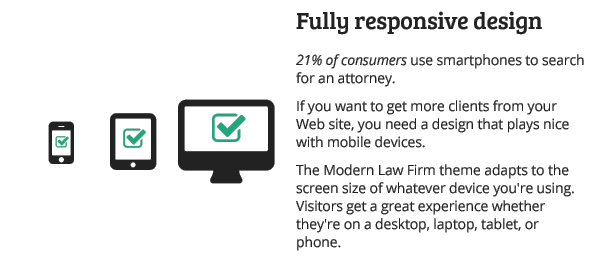 Fully responsive design
21% of consumers use smartphones to search
for an attorney.
If you want to get more clients from your
Web site, you need a design that plays nice
with mobile devices.
The Modern Law Firm theme adapts to the
screen size of whatever device you're using.
Visitors get a great experience whether
they're on a desktop, laptop, tablet, or
phone.